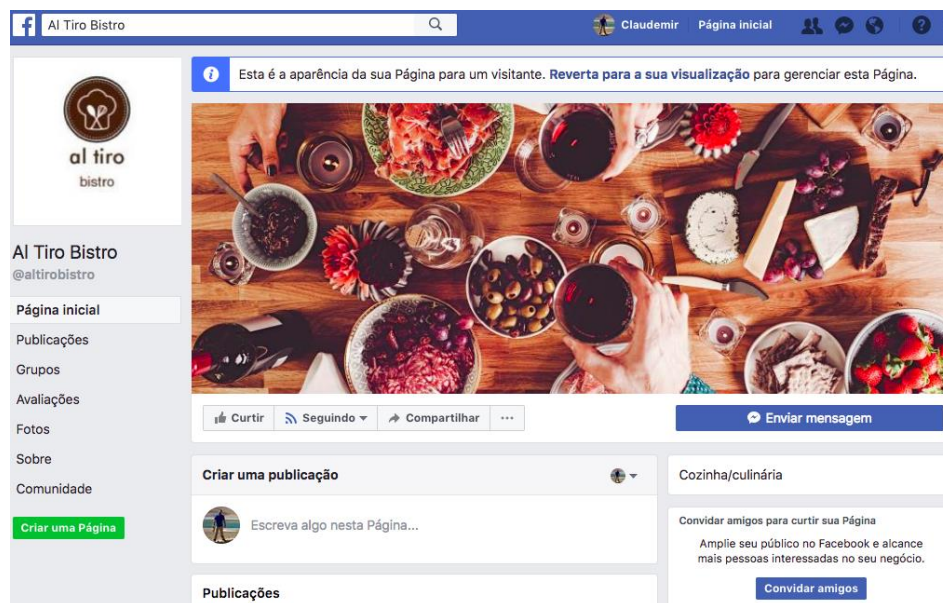 Al Tiro Bistro
Claudemir
Página inicial
al tiro
bistro
Al Tiro Bistro
@altirobistro
Página inicial
Publicações
Grupos
Avaliações
Fotos
Sobre
Comunidade
Criar uma Página
Esta é a aparência da sua Página para um visitante. Reverta para a sua visualização para gerenciar esta Página.
Curtir
Seguindo
Compartilhar
Enviar mensagem
Criar uma publicação
Escreva algo nesta Página...
Publicações
Cozinha/culinária
Convidar amigos para curtir sua Página
Amplie seu público no Facebook e alcance
mais pessoas interessadas no seu negócio.
Convidar amigos